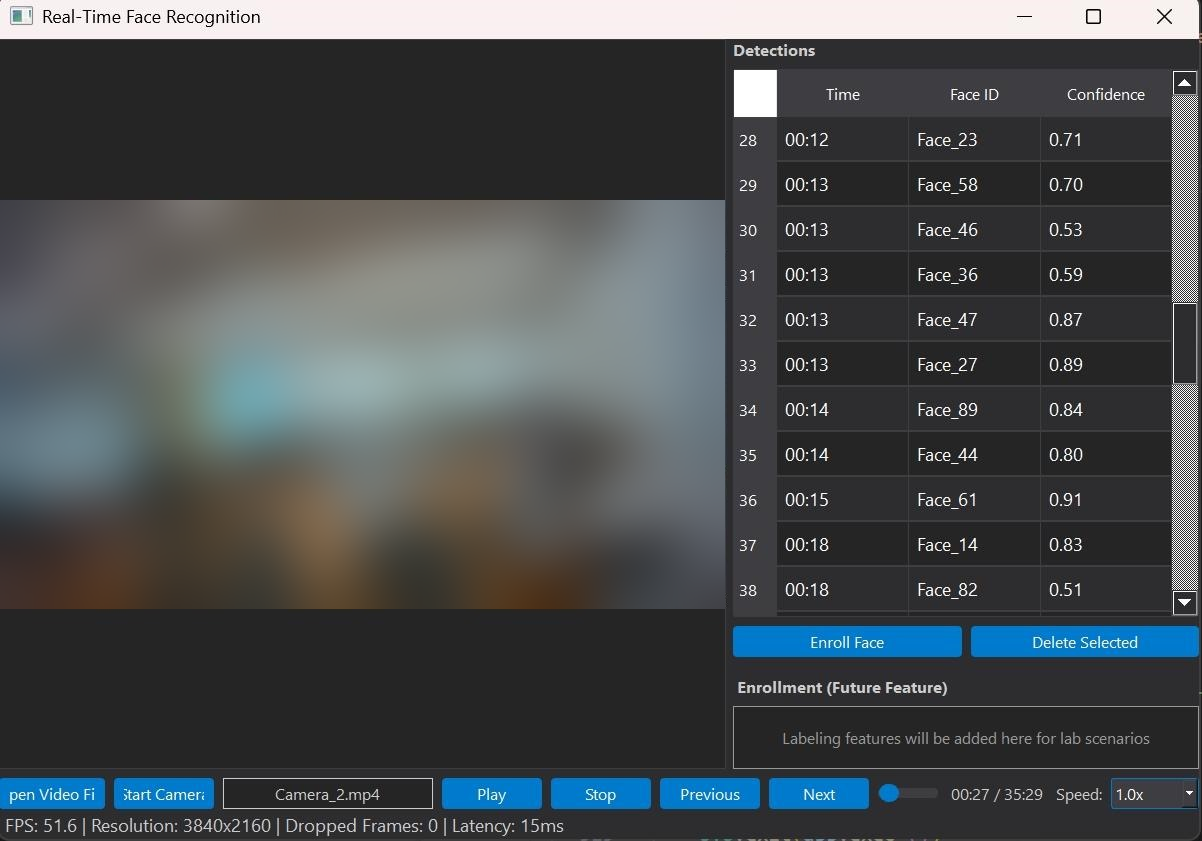 Real-Time Face Recognition
Detections
Time Face ID Confidence
28 00:12 Face_23 0.71
29 00:13 Face_58 0.70
30 00:13 Face_46 0.53
31 00:13 Face_36 0.59
32 00:13 Face_47 0.87
33 00:13 Face_27 0.89
34 00:14 Face_89 0.84
35 00:14 Face_44 0.80
36 00:15 Face_61 0.91
37 00:18 Face_14 0.83
38 00:18 Face_82 0.51
Enroll Face Delete Selected
Enrollment (Future Feature)
Labeling features will be added here for lab scenarios
pen Video Fi Start Camera Camera_2.mp4 Play Stop Previous Next 00:27 / 35:29 Speed: 1.0x
FPS: 51.6 | Resolution: 3840x2160 | Dropped Frames: 0 | Latency: 15ms